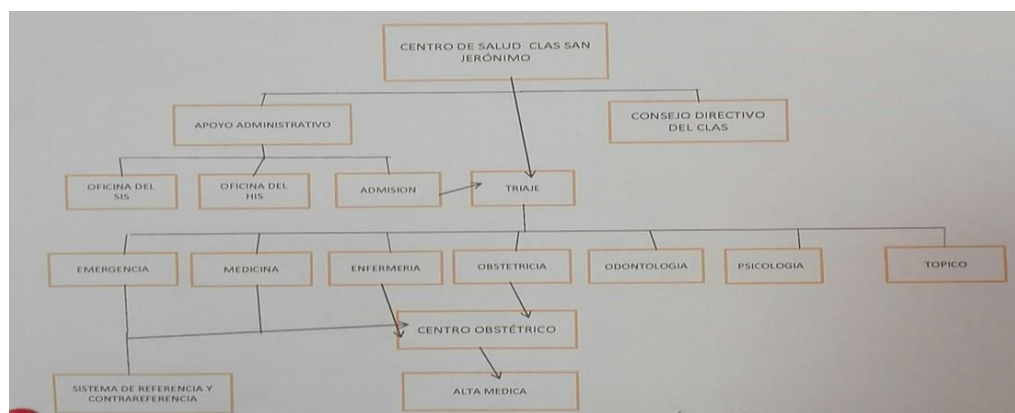 CENTRO DE SALUD CLAS SAN
JERÓNIMO
APOYO ADMINISTRATIVO
CONSEJO DIRECTIVO
DEL CLAS
OFICINA DEL
SIS
OFICINA DEL
HIS
ADMISION
TRIAJE
EMERGENCIA
MEDICINA
ENFERMERIA
OBSTETRICIA
ODONTOLOGIA
PSICOLOGIA
TOPICO
CENTRO OBSTÉTRICO
SISTEMA DE REFERENCIA Y
CONTRAREFERENCIA
ALTA MEDICA